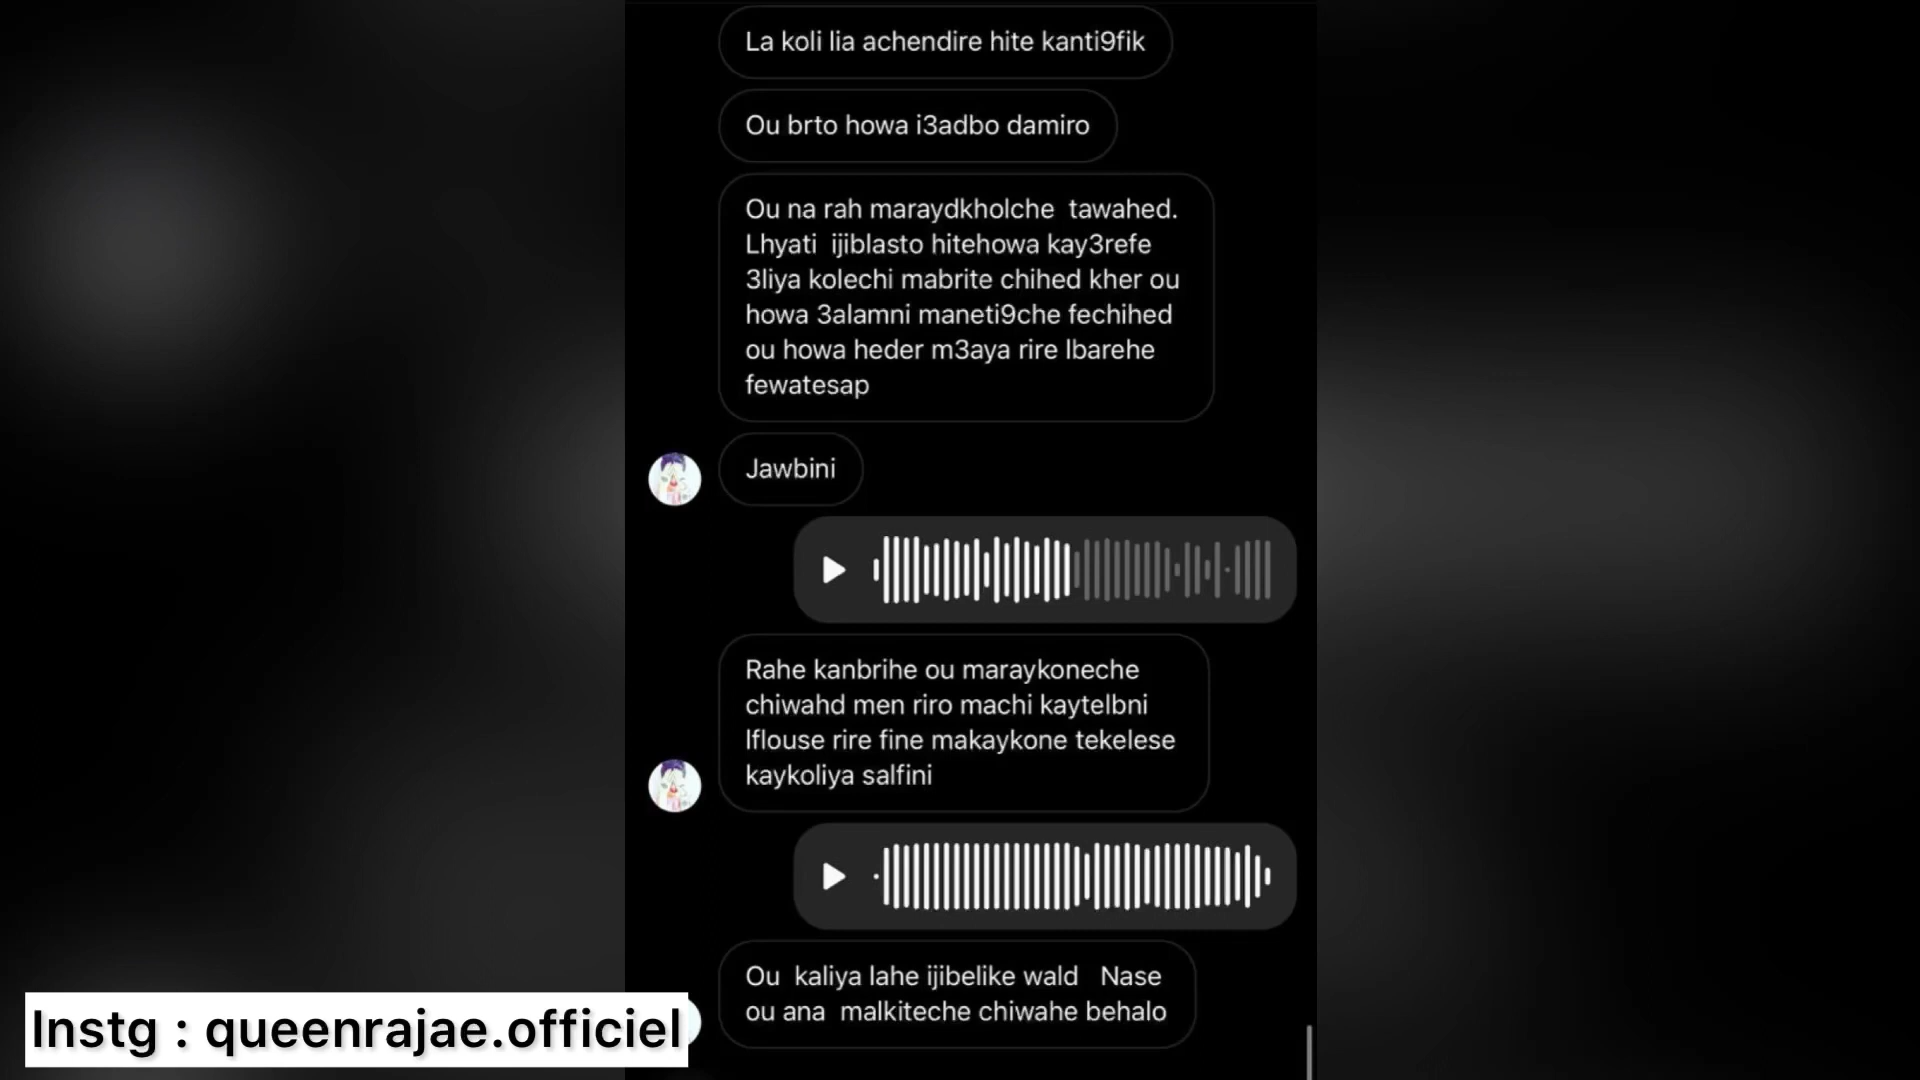 La koli lia achendire hite kanti9fik
Ou brto howa i3adbo damiro
Ou na rah maraydkholche tawahed.
Lhyati ijiblasto hitehowa kay3refe
3liya kolechi mabrite chihed kher ou
howa 3alamni maneti9che fechihed
ou howa heder m3aya rire lbarehe
fewatesap
Jawbini
Rahe kanbrihe ou maraykoneche
chiwahd men riro machi kaytelbni
lflouse rire fine makaykone tekelese
kaykoliya salfini
Ou kaliya lahe ijibelike wald Nase
ou ana malkiteche chiwahe behalo
Instg : queenrajae.officiel